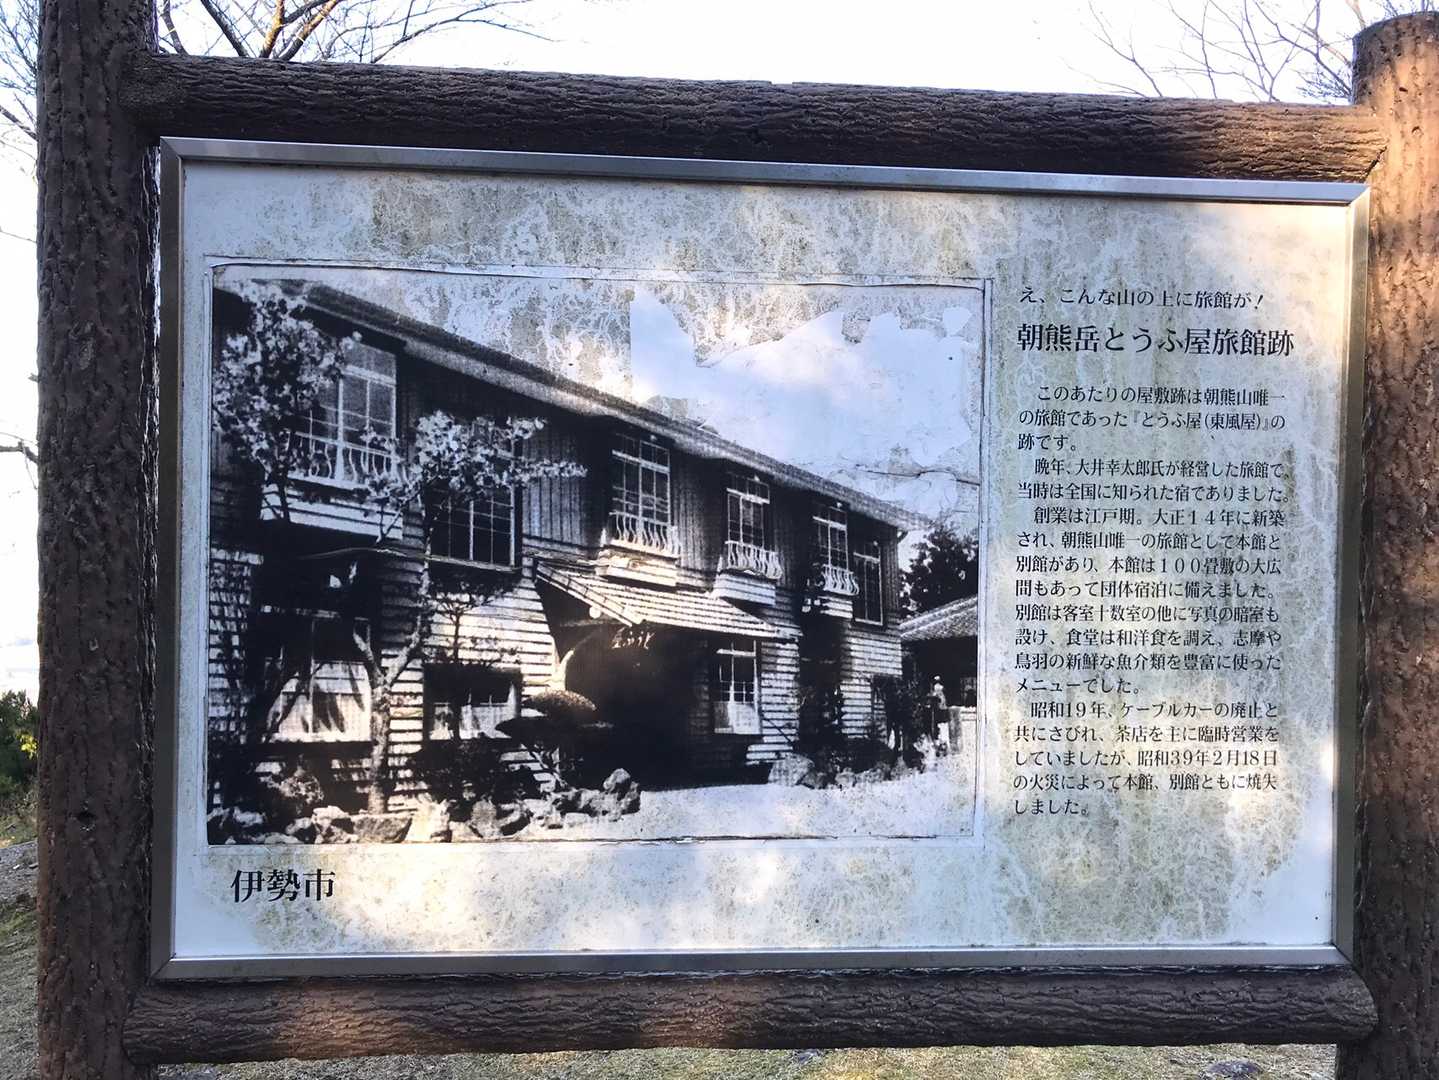 え、こんな山の上に旅館が！
朝熊岳とうふ屋旅館跡
このあたりの屋敷跡は朝熊山唯一
の旅館であった『とうふ屋(東風屋)』の
跡です。
晩年、大井幸太郎氏が経営した旅館で、
当時は全国に知られた宿でありました。
創業は江戸期。大正１４年に新築
され、朝熊山唯一の旅館として本館と
別館があり、本館は１００畳敷の大広
間もあって団体宿泊に備えました。
別館は客室十数室の他に写真の暗室も
設け、食堂は和洋食を調え、志摩や
鳥羽の新鮮な魚介類を豊富に使った
メニューでした。
昭和19年、ケーブルカーの廃止と
共にさびれ、茶店を主に臨時営業を
していましたが、昭和39年2月18日
の火災によって本館、別館ともに焼失
しました。
伊勢市